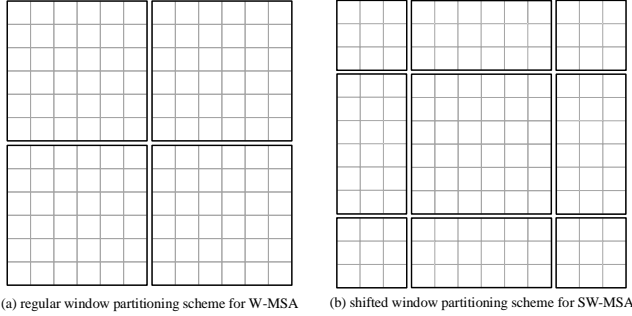 (a) regular window partitioning scheme for W-MSA
(b) shifted window partitioning scheme for SW-MSA